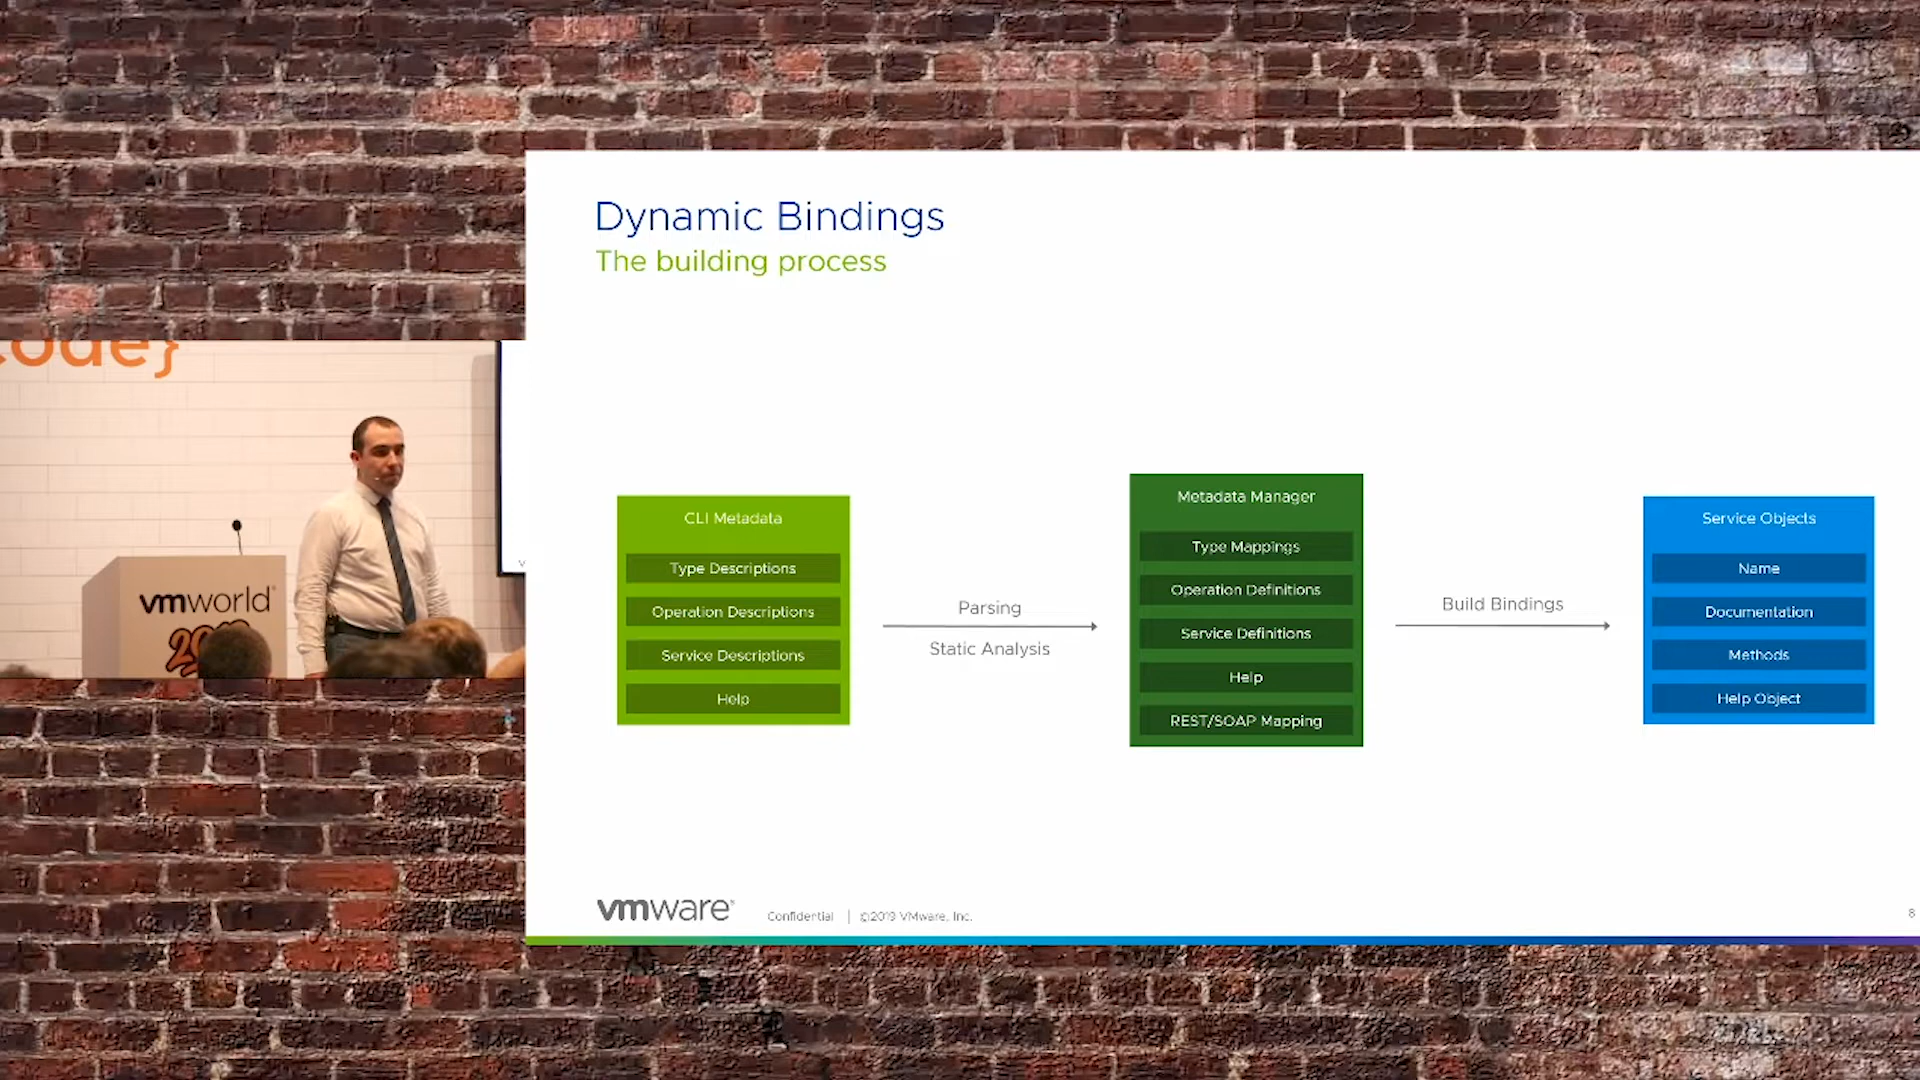 Code}
vmworld
Dynamic Bindings
The building process
CLI Metadata
Type Descriptions
Operation Descriptions
Service Descriptions
Help
Parsing
Static Analysis
Metadata Manager
Type Mappings
Operation Definitions
Service Definitions
Help
REST/SOAP Mapping
Build Bindings
Service Objects
Name
Documentation
Methods
Help Object
vmware®
Confidential | ©2019 VMware, Inc.
8